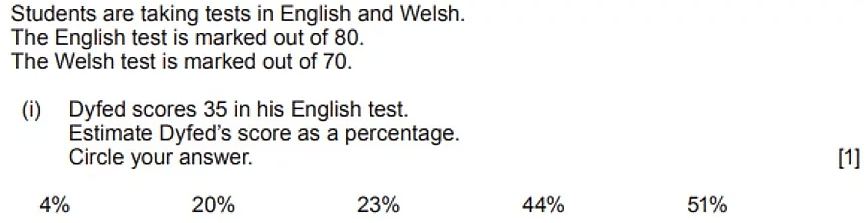 Students are taking tests in English and Welsh.
The English test is marked out of 80.
The Welsh test is marked out of 70.
(i) Dyfed scores 35 in his English test.
Estimate Dyfed's score as a percentage.
Circle your answer. [1]
4% 20% 23% 44% 51%